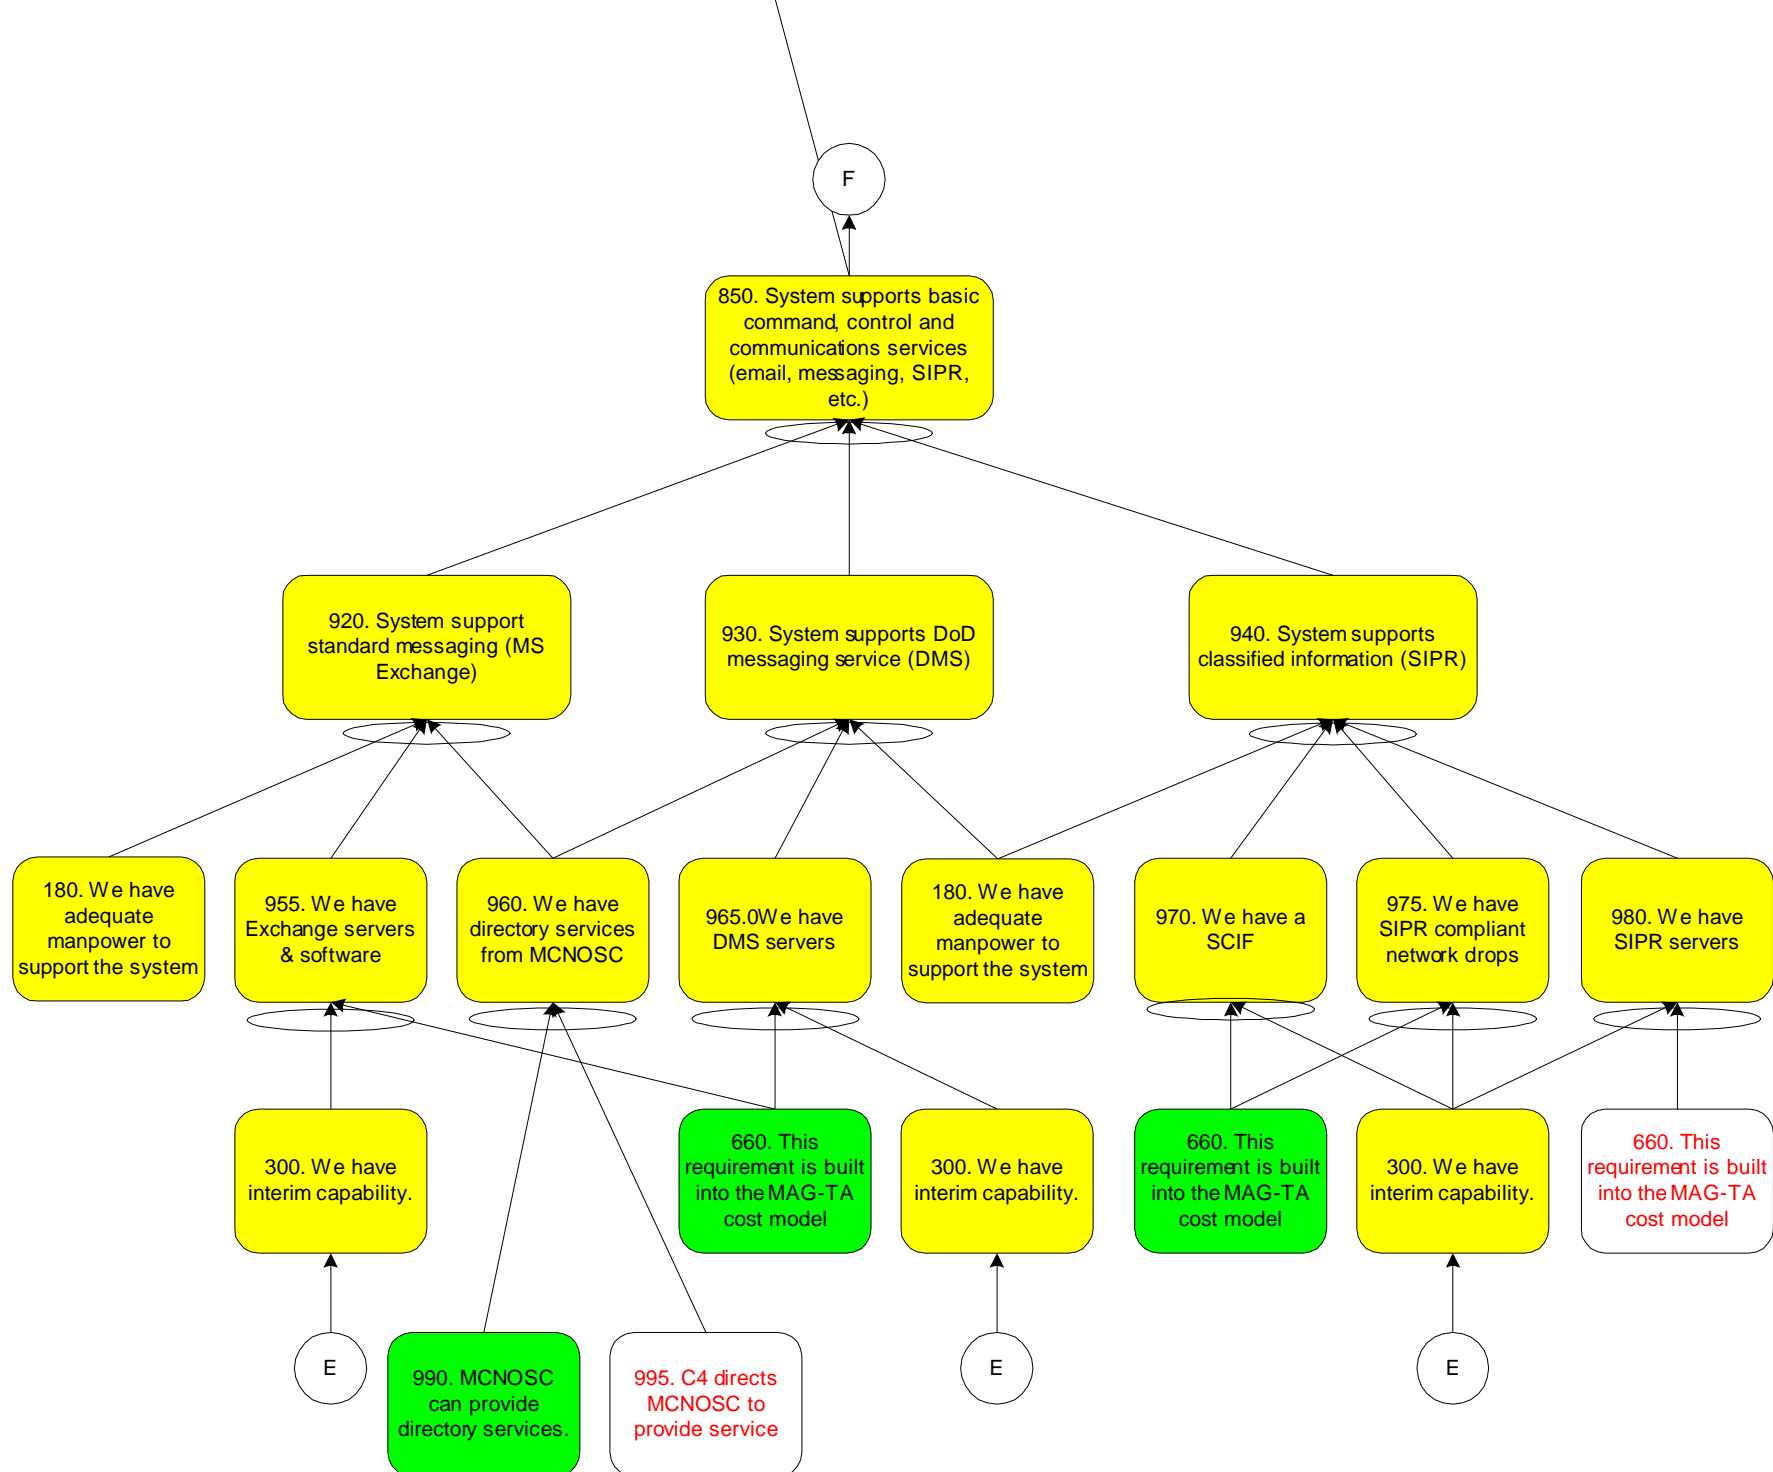 F
850. System supports basic
command, control and
communications services
(email, messaging, SIPR,
etc.)
920. System support
standard messaging (MS
Exchange)
930. System supports DoD
messaging service (DMS)
940. System supports
classified information (SIPR)
180. We have
adequate
manpower to
support the system
955. We have
Exchange servers
& software
960. We have
directory services
from MCNOSC
965.0We have
DMS servers
180. We have
adequate
manpower to
support the system
970. We have a
SCIF
975. We have
SIPR compliant
network drops
980. We have
SIPR servers
300. We have
interim capability.
660. This
requirement is built
into the MAG-TA
cost model
300. We have
interim capability.
660. This
requirement is built
into the MAG-TA
cost model
300. We have
interim capability.
660. This
requirement is built
into the MAG-TA
cost model
E
990. MCNOSC
can provide
directory services.
995. C4 directs
MCNOSC to
provide service
E
E